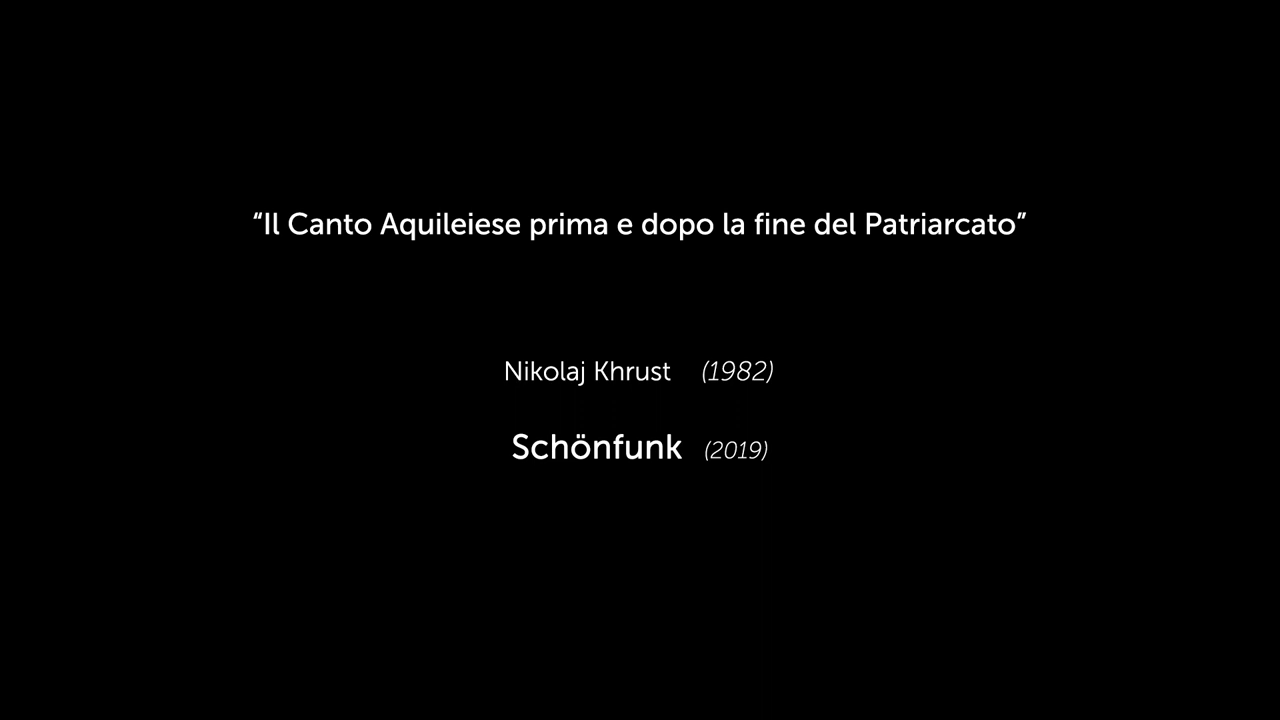 “Il Canto Aquileiese prima e dopo la fine del Patriarcato”
Nikolaj Khrust (1982)
Schönfunk (2019)